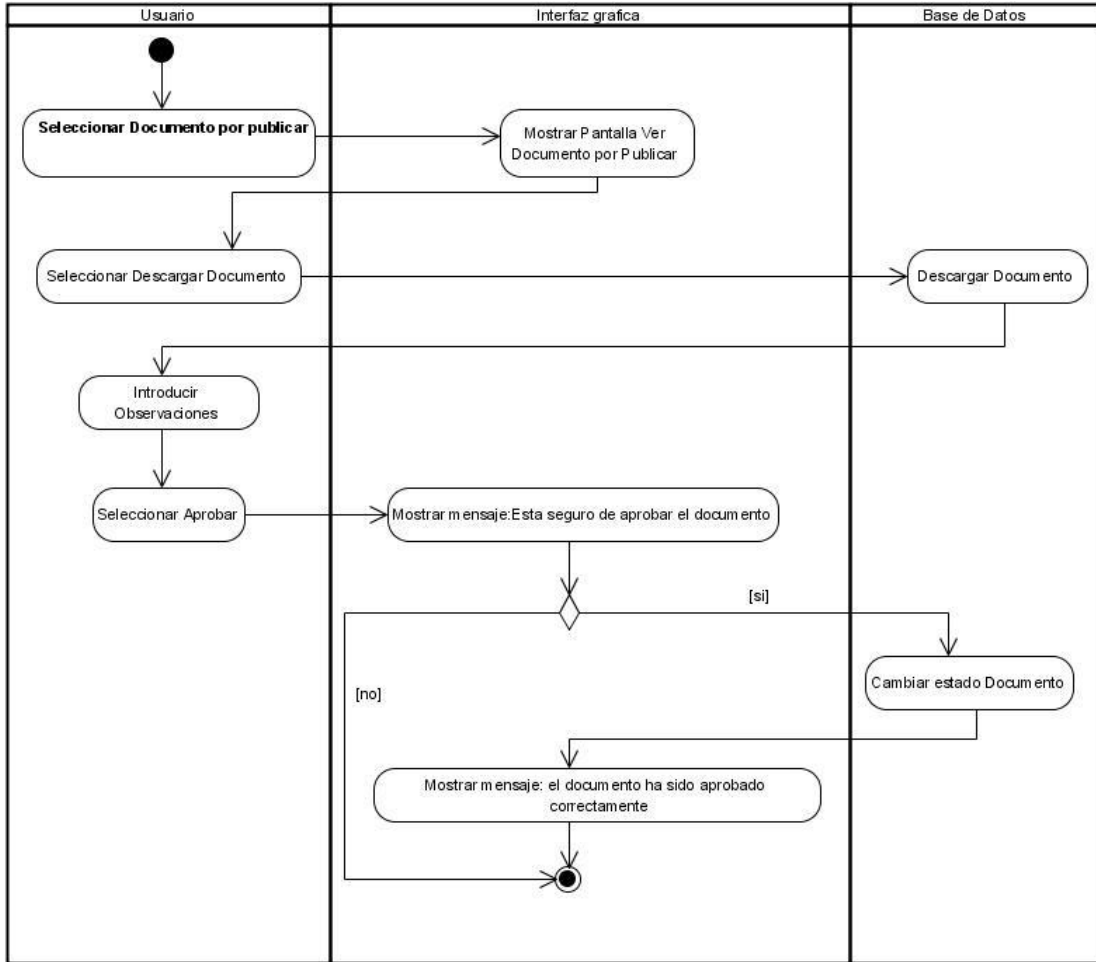 Usuario
Interfaz grafica
Base de Datos
Seleccionar Documento por publicar
Mostrar Pantalla Ver
Documento por Publicar
Seleccionar Descargar Documento
Descargar Documento
Introducir
Observaciones
Seleccionar Aprobar
Mostrar mensaje:Esta seguro de aprobar el documento
[si]
Cambiar estado Documento
[no]
Mostrar mensaje: el documento ha sido aprobado
correctamente